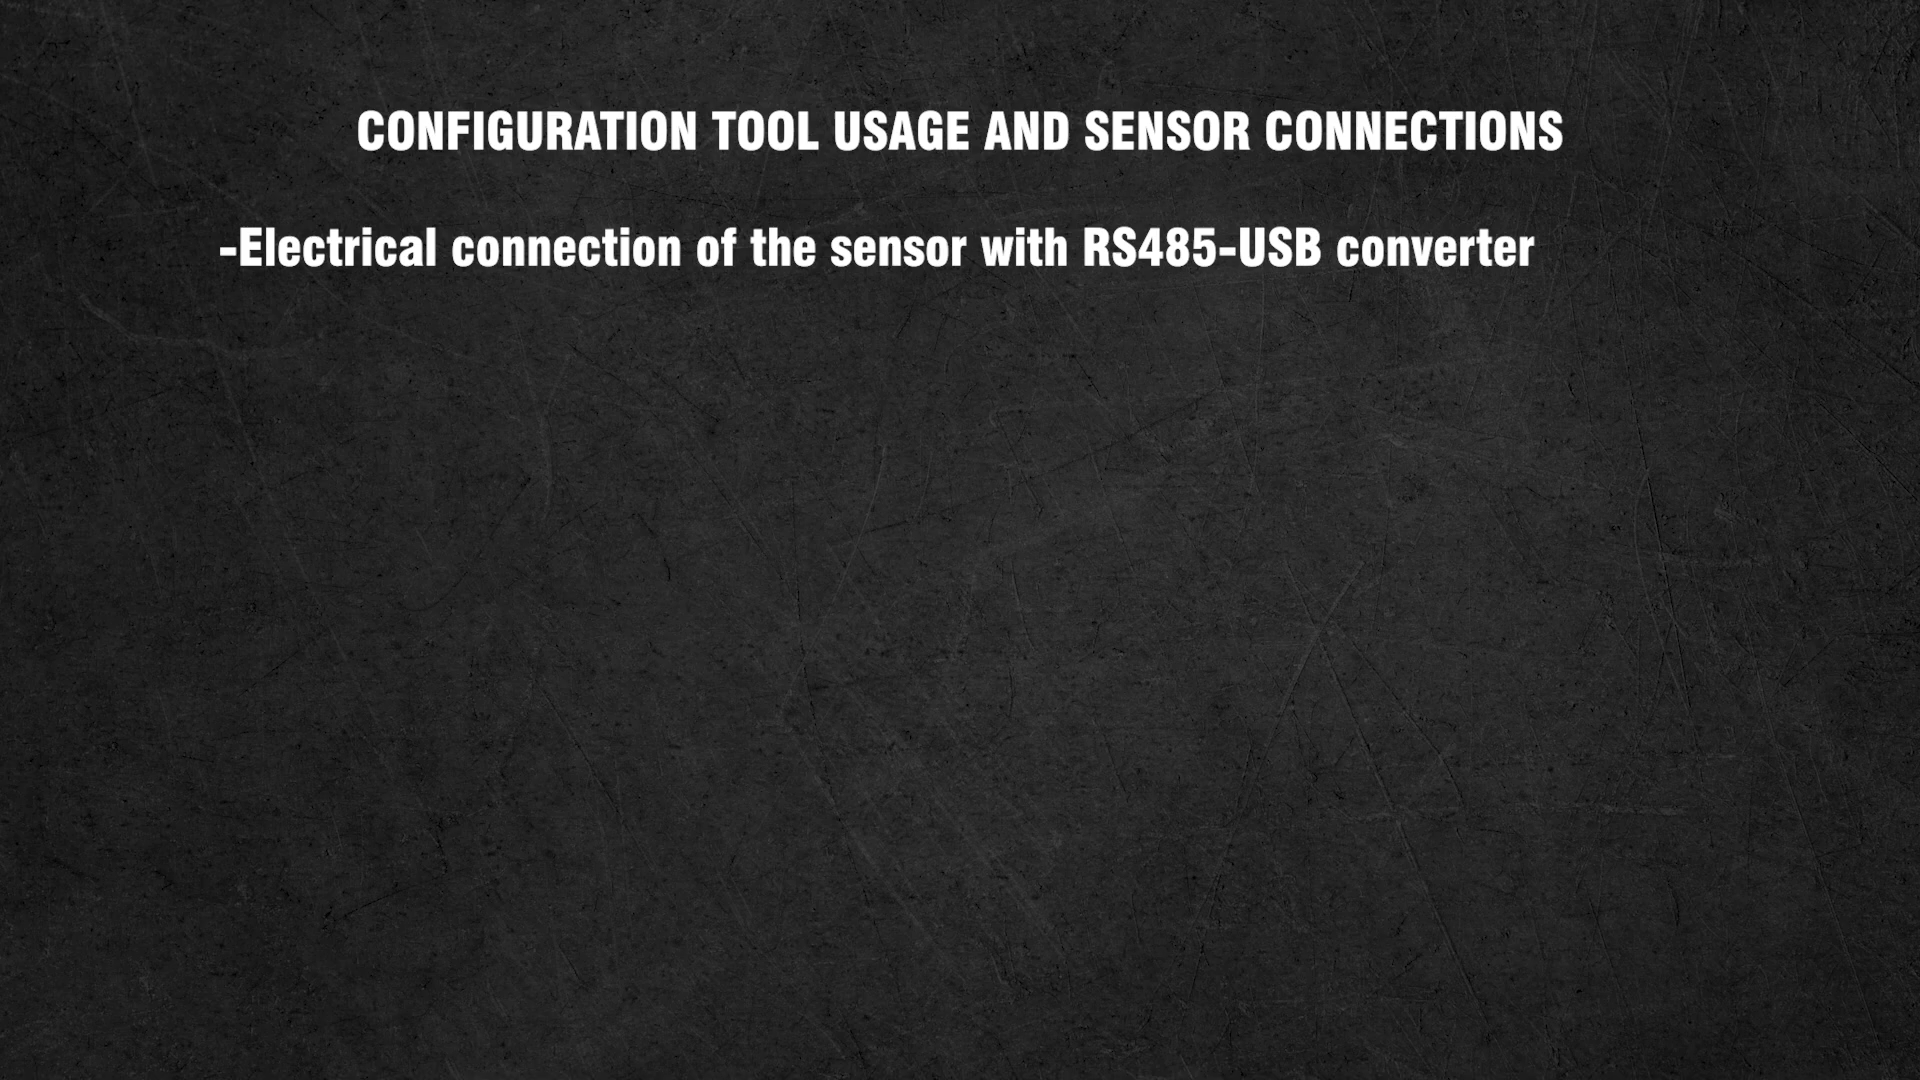 CONFIGURATION TOOL USAGE AND SENSOR CONNECTIONS
-Electrical connection of the sensor with RS485-USB converter